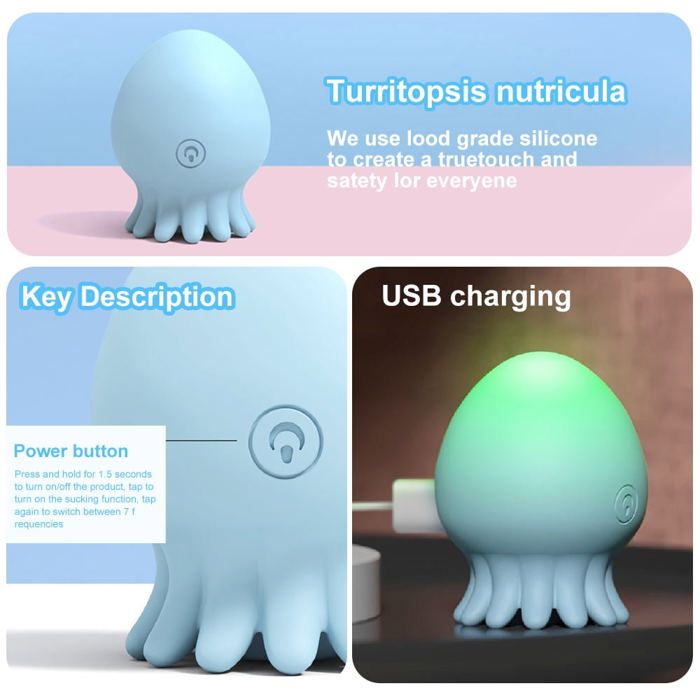 Turritopsis nutricula
We use lood grade silicone
to create a truetouch and
satety lor everyene
Key Description
Power button
Press and hold for 1.5 seconds
to turn on/off the product, tap to
turn on the sucking function, tap
again to switch between 7 f
requencies
USB charging